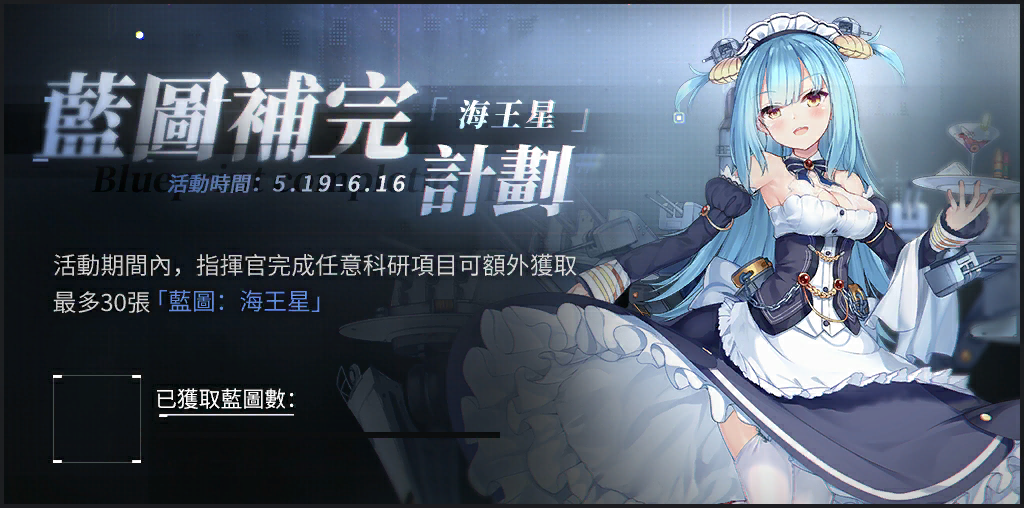 藍圖補完
「海王星」
計劃
Blueprint completi
活動時間：5.19-6.16
活動期間內，指揮官完成任意科研項目可額外獲取
最多30張「藍圖：海王星」
已獲取藍圖數：